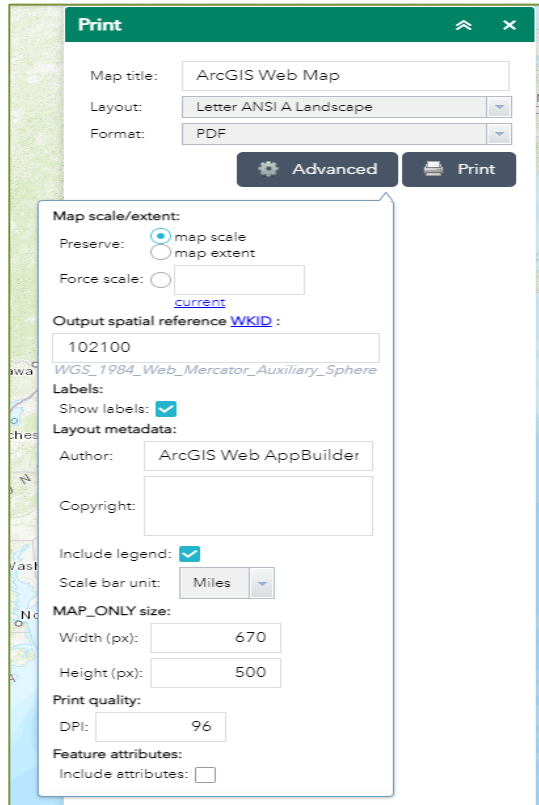 Print
Map title: ArcGIS Web Map
Layout: Letter ANSI A Landscape
Format: PDF
Advanced Print
Map scale/extent:
Preserve: map scale
map extent
Force scale:
current
Output spatial reference WKID :
102100
WGS_1984_Web_Mercator_Auxiliary_Sphere
Labels:
Show labels:
Layout metadata:
Author: ArcGIS Web AppBuilder
Copyright:
Include legend:
Scale bar unit: Miles
MAP_ONLY size:
Width (px): 670
Height (px): 500
Print quality:
DPI: 96
Feature attributes:
Include attributes: